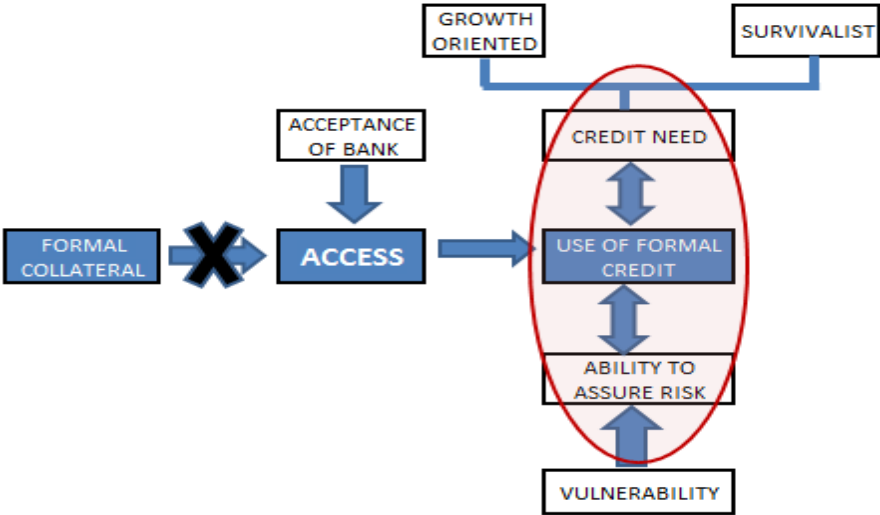 GROWTH
ORIENTED
SURVIVALIST
ACCEPTANCE
OF BANK
CREDIT NEED
FORMAL
COLLATERAL
X
ACCESS
USE OF FORMAL
CREDIT
ABILITY TO
ASSURE RISK
VULNERABILITY